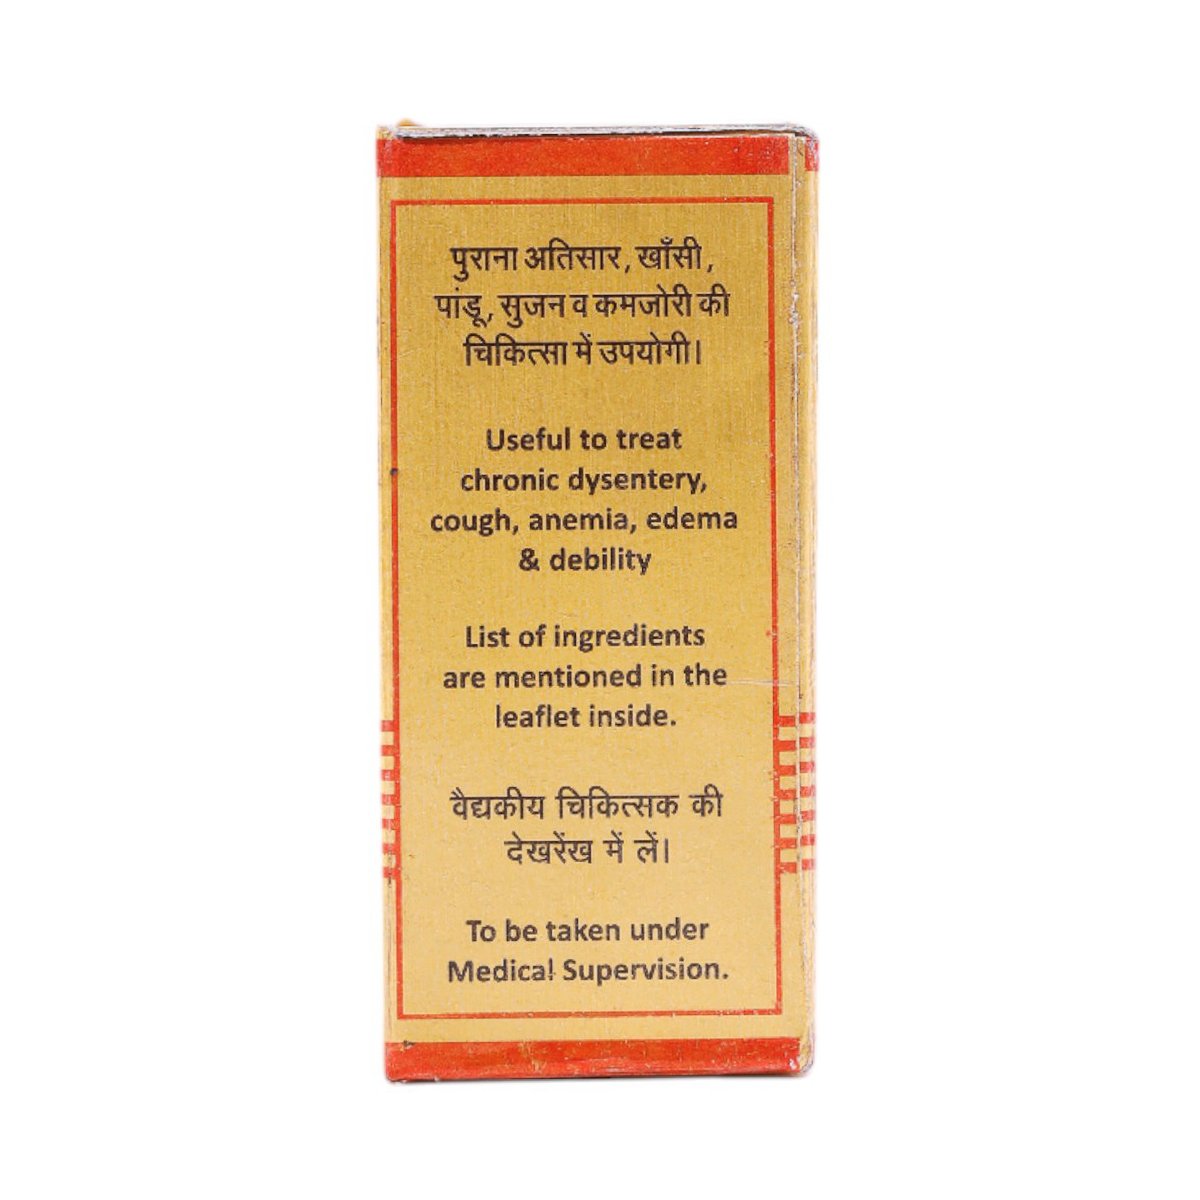 पुराना अतिसार, खाँसी,
पांडू, सुजन व कमजोरी की
चिकित्सा में उपयोगी।
Useful to treat
chronic dysentery,
cough, anemia, edema
& debility
List of ingredients
are mentioned in the
leaflet inside.
वैद्यकीय चिकित्सक की
देखरेंख में लें।
To be taken under
Medical Supervision.